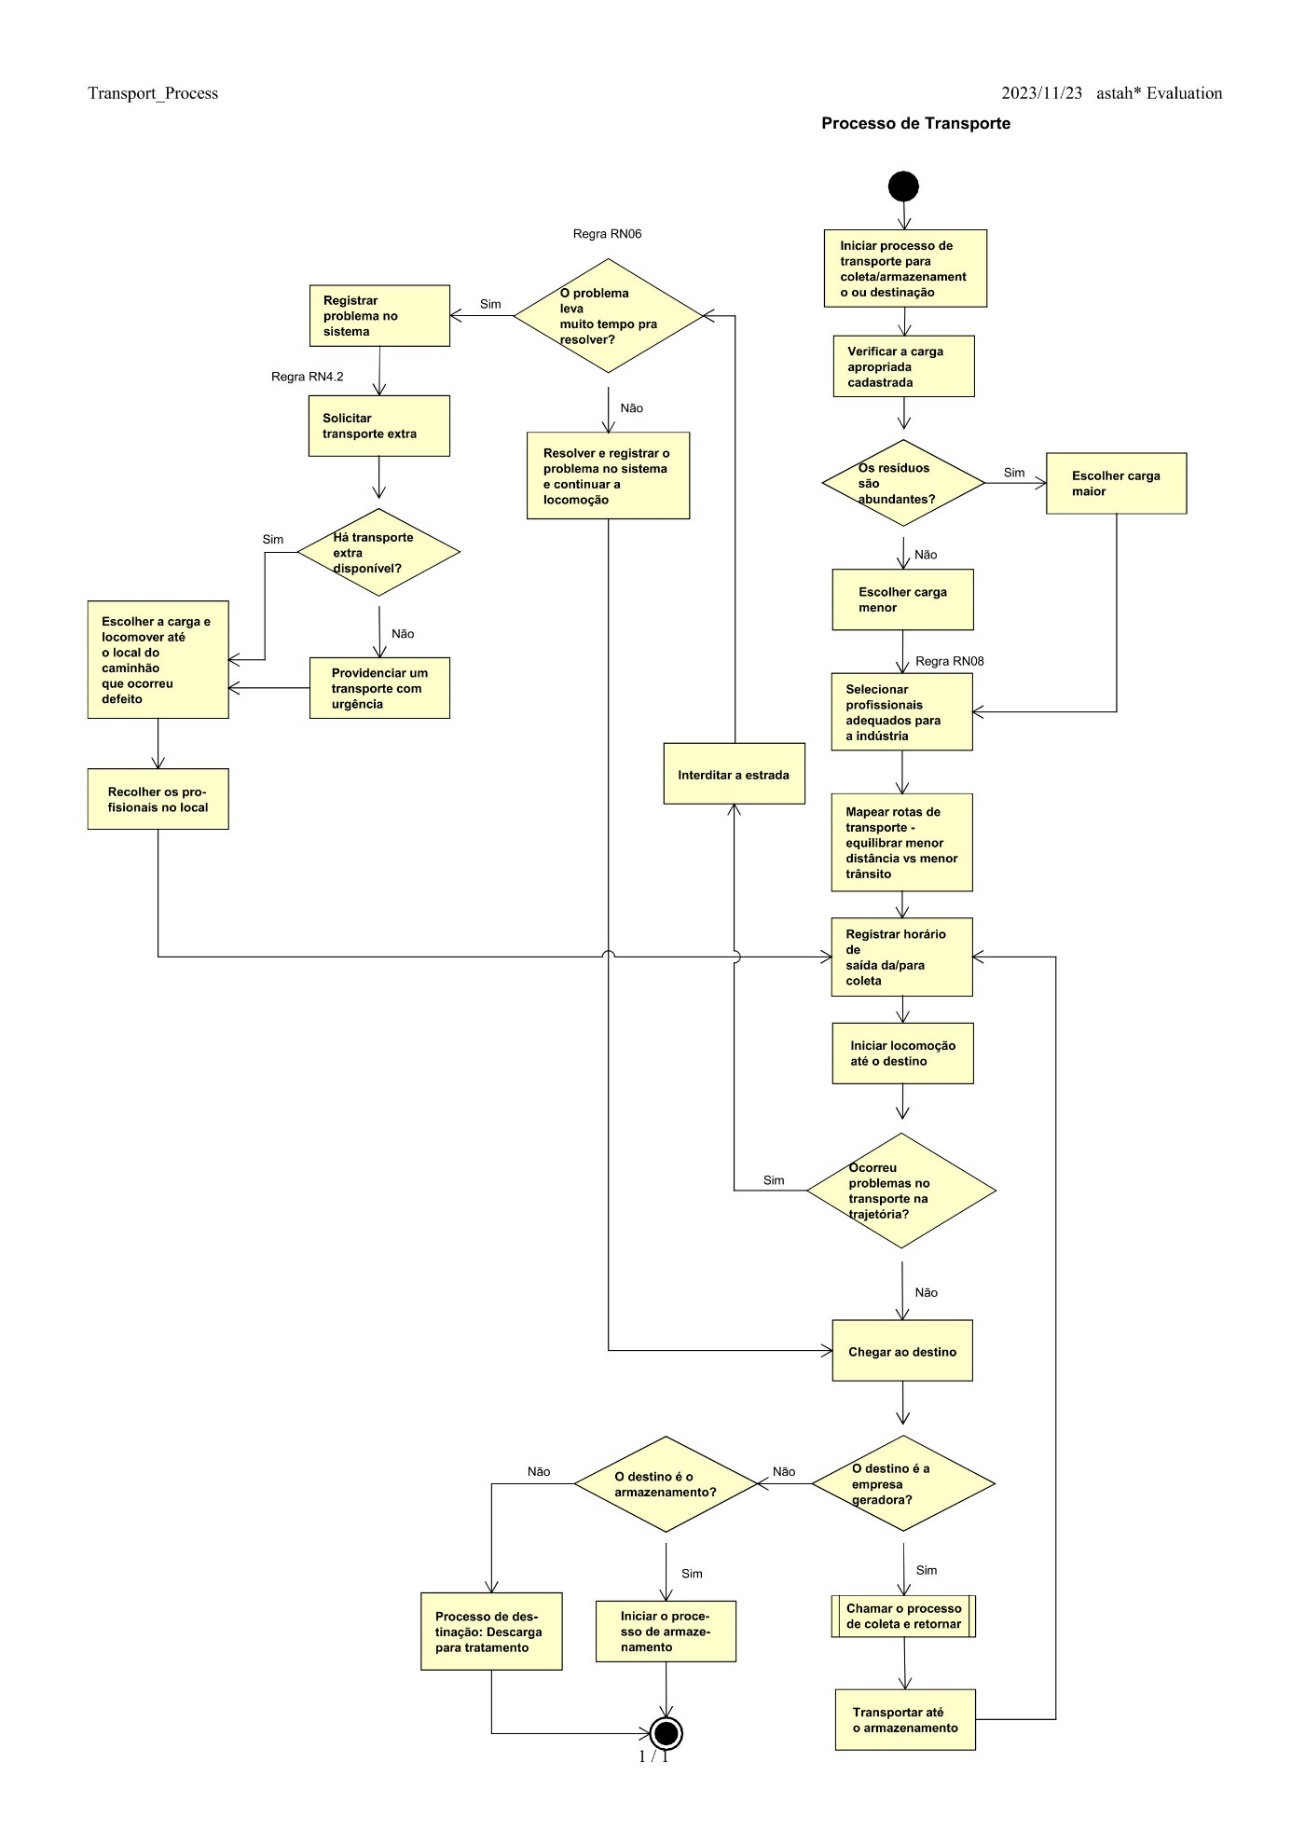 Transport_Process
2023/11/23 astah* Evaluation
Processo de Transporte
Iniciar processo de
transporte para
coleta/armazenament
o ou destinação
Verificar a carga
apropriada
cadastrada
Os resíduos
são
abundantes?
Sim
Escolher carga
maior
Não
Escolher carga
menor
Regra RN08
Selecionar
profissionais
adequados para
a indústria
Mapear rotas de
transporte -
equilibrar menor
distância vs menor
trânsito
Registrar horário
de
saída da/para
coleta
Iniciar locomoção
até o destino
Ocorreu
problemas no
transporte na
trajetória?
Sim
Interditar a estrada
Regra RN06
O problema
leva
muito tempo pra
resolver?
Sim
Registrar
problema no
sistema
Regra RN4.2
Solicitar
transporte extra
Há transporte
extra
disponível?
Sim
Não
Providenciar um
transporte com
urgência
Escolher a carga e
locomover até
o local do
caminhão
que ocorreu
defeito
Recolher os pro-
fisionais no local
Não
Resolver e registrar o
problema no sistema
e continuar a
locomoção
Não
Chegar ao destino
O destino é a
empresa
geradora?
Não
O destino é o
armazenamento?
Não
Processo de des-
tinação: Descarga
para tratamento
Sim
Iniciar o proce-
sso de armaze-
namento
Sim
Chamar o processo
de coleta e retornar
Transportar até
o armazenamento
1 / 1